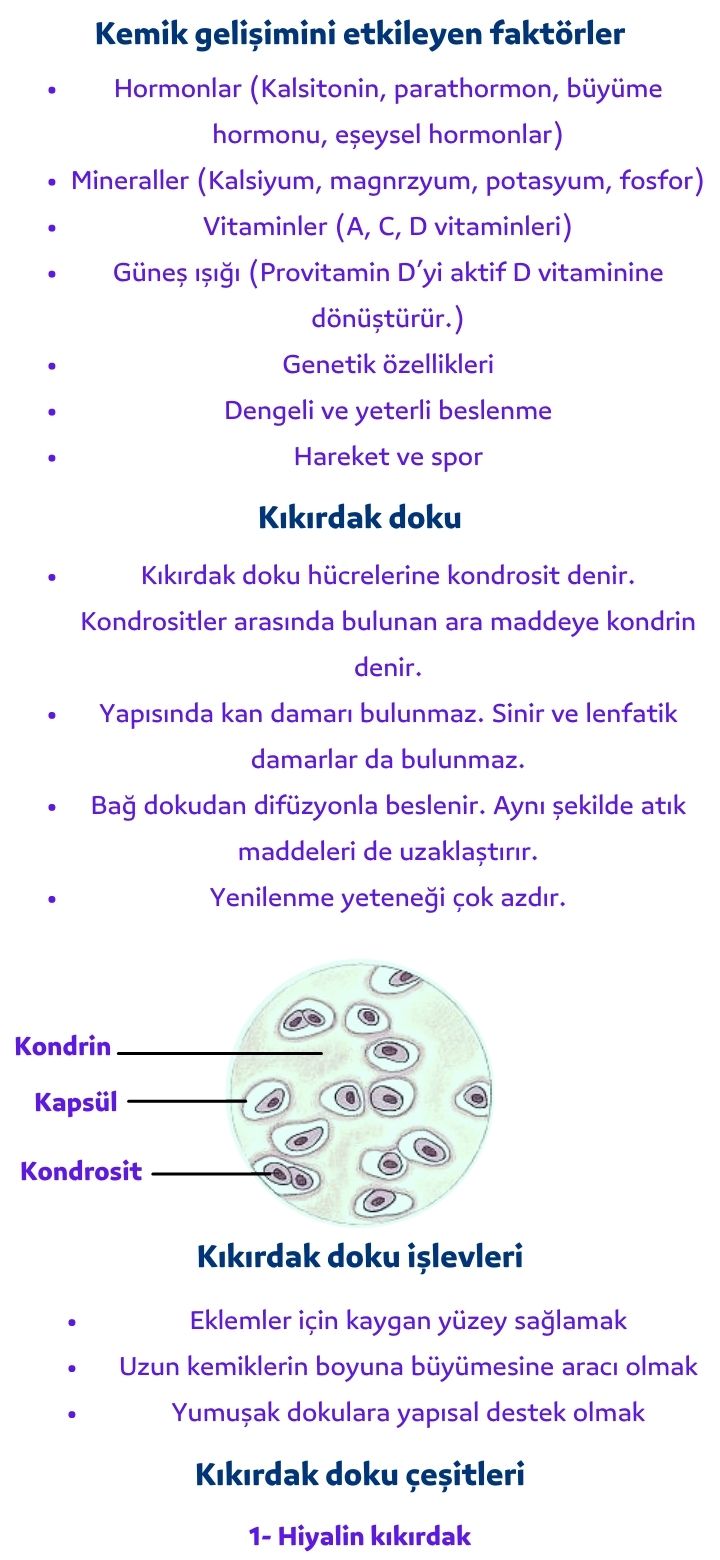 Kemik gelişimini etkileyen faktörler
• Hormonlar (Kalsitonin, parathormon, büyüme
hormonu, eşeysel hormonlar)
• Mineraller (Kalsiyum, magnrzyum, potasyum, fosfor)
• Vitaminler (A, C, D vitaminleri)
• Güneş ışığı (Provitamin D’yi aktif D vitaminine
dönüştürür.)
• Genetik özellikleri
• Dengeli ve yeterli beslenme
• Hareket ve spor
Kıkırdak doku
• Kıkırdak doku hücrelerine kondrosit denir.
Kondrositler arasında bulunan ara maddeye kondrin
denir.
• Yapısında kan damarı bulunmaz. Sinir ve lenfatik
damarlar da bulunmaz.
• Bağ dokudan difüzyonla beslenir. Aynı şekilde atık
maddeleri de uzaklaştırır.
• Yenilenme yeteneği çok azdır.
Kondrin
Kapsül
Kondrosit
Kıkırdak doku işlevleri
• Eklemler için kaygan yüzey sağlamak
• Uzun kemiklerin boyuna büyümesine aracı olmak
• Yumuşak dokulara yapısal destek olmak
Kıkırdak doku çeşitleri
1- Hiyalin kıkırdak